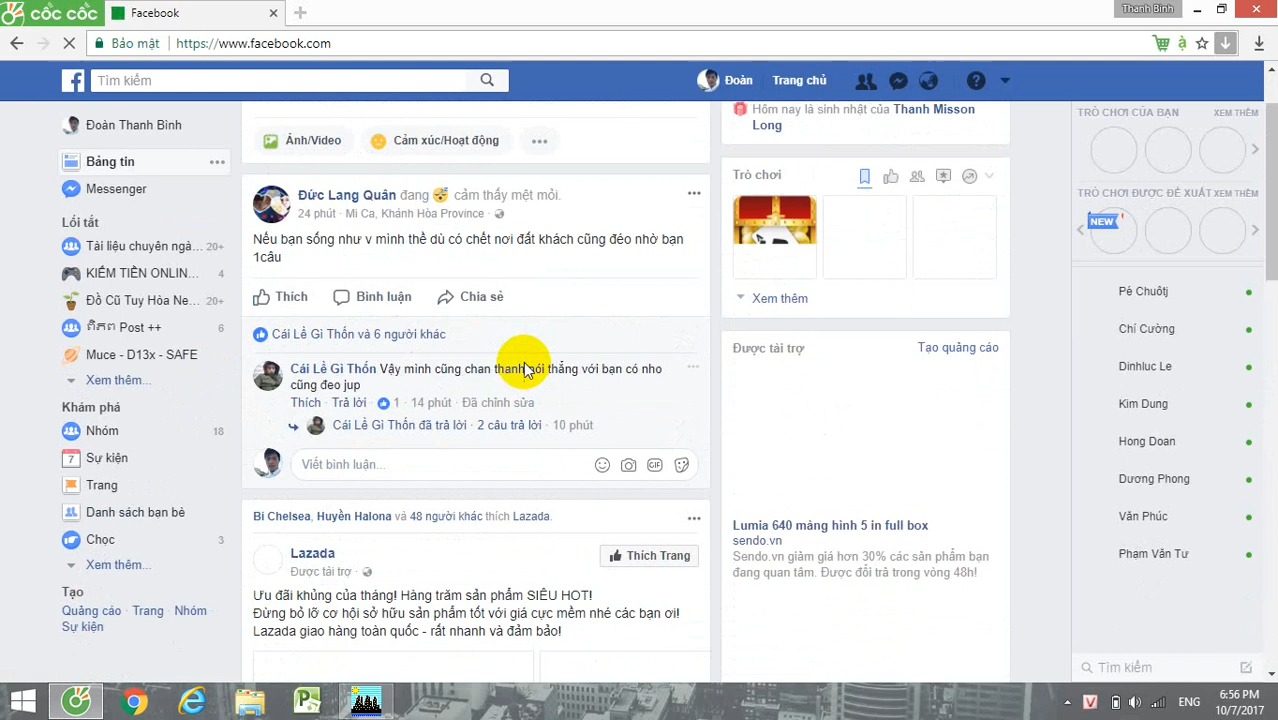 cốc cốc
Facebook
Thanh Bình
Bảo mật
https://www.facebook.com
Tìm kiếm
Đoàn
Trang chủ
Đoàn Thanh Bình
Bảng tin
Messenger
Lối tắt
Tài liệu chuyên ngà... 20+
KIẾM TIỀN ONLIN... 4
Đồ Cũ Tuy Hòa Ne... 20+
ពិភព Post ++ 6
Muce - D13x - SAFE
Xem thêm...
Khám phá
Nhóm 18
7 Sự kiện
Trang
Danh sách bạn bè
Chọc 3
Xem thêm...
Tạo
Quảng cáo · Trang · Nhóm ·
Sự kiện
Ảnh/Video
Cảm xúc/Hoạt động
Đức Lang Quân đang cảm thấy mệt mỏi.
24 phút · Mi Ca, Khánh Hòa Province ·
Nếu bạn sống như v mình thề dù có chết nơi đất khách cũng đéo nhờ bạn
1câu
Thích
Bình luận
Chia sẻ
Cái Lề Gì Thốn và 6 người khác
Cái Lề Gì Thốn Vậy mình cũng chan thanh nói thẳng với bạn có nho
cũng đeo jup
Thích · Trả lời · 1 · 14 phút · Đã chỉnh sửa
Cái Lề Gì Thốn đã trả lời · 2 câu trả lời · 10 phút
Viết bình luận...
GIF
Bi Chelsea, Huyền Halona và 48 người khác thích Lazada.
Lazada
Được tài trợ ·
Thích Trang
Ưu đãi khủng của tháng! Hàng trăm sản phẩm SIÊU HOT!
Đừng bỏ lỡ cơ hội sở hữu sản phẩm tốt với giá cực mềm nhé các bạn ơi!
Lazada giao hàng toàn quốc - rất nhanh và đảm bảo!
Hôm nay là sinh nhật của Thanh Misson
Long
Trò chơi
Xem thêm
Được tài trợ
Tạo quảng cáo
Lumia 640 màng hình 5 in full box
sendo.vn
Sendo.vn giảm giá hơn 30% các sản phẩm bạn
đang quan tâm. Được đổi trả trong vòng 48h!
TRÒ CHƠI CỦA BẠN
XEM THÊM
TRÒ CHƠI ĐƯỢC ĐỀ XUẤT
XEM THÊM
NEW
Pé Chuôtj
Chí Cường
Dinhluc Le
Kim Dung
Hong Doan
Dương Phong
Văn Phúc
Phạm Văn Tư
Tìm kiếm
V
ENG
6:56 PM
10/7/2017